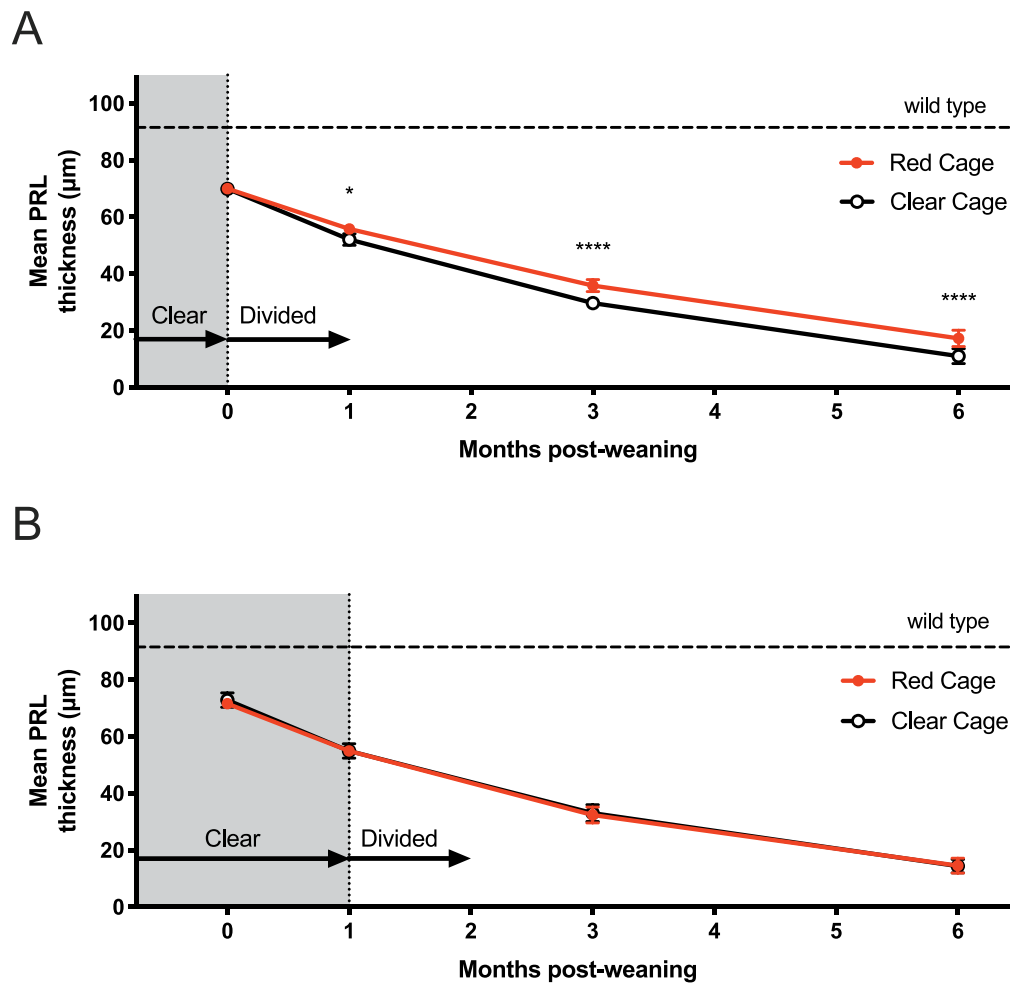 A
Mean PRL
thickness (µm)
100
80
60
40
20
0
wild type
Red Cage
Clear Cage
*
****
****
Clear
Divided
0 1 2 3 4 5 6
Months post-weaning
B
Mean PRL
thickness (µm)
100
80
60
40
20
0
wild type
Red Cage
Clear Cage
Clear
Divided
0 1 2 3 4 5 6
Months post-weaning